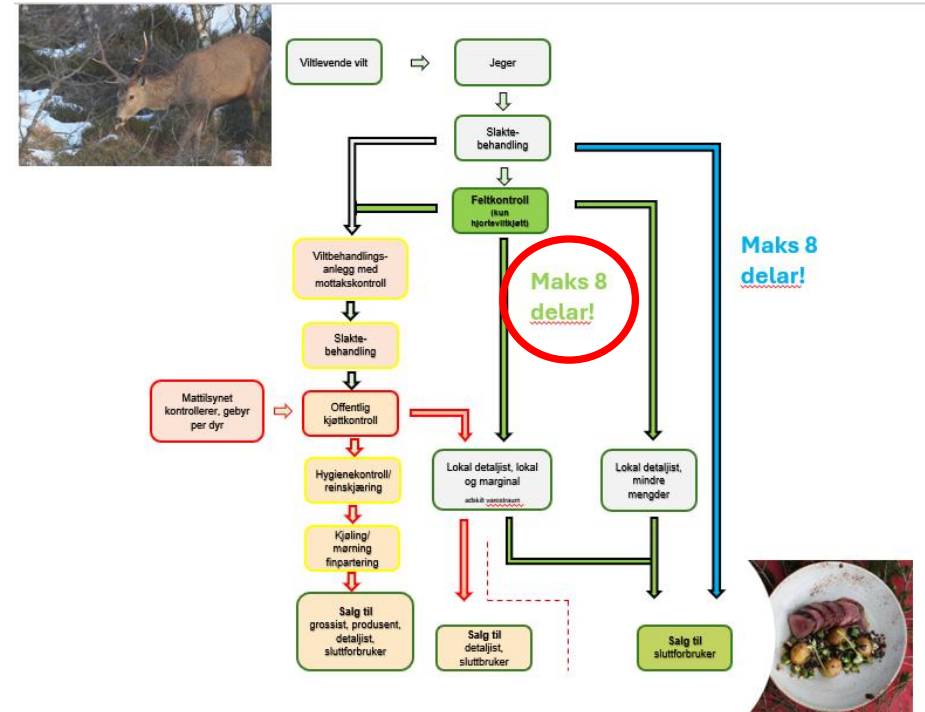 Viltlevende vilt
Jeger
Slakte-
behandling
Feltkontroll
(kun
hjorteviltkjøtt)
Maks 8
delar!
Maks 8
delar!
Viltbehandlings-
anlegg med
mottakskontroll
Slakte-
behandling
Mattilsynet
kontrollerer, gebyr
per dyr
Offentlig
kjøttkontroll
Hygienekontroll/
reinskjæring
Lokal detaljist, lokal
og marginal
adskilt varestraum
Lokal detaljist,
mindre
mengder
Kjøling/
mørning
finpartering
Salg til
grossist, produsent,
detaljist,
sluttforbruker
Salg til
detaljist,
sluttbruker
Salg til
sluttforbruker